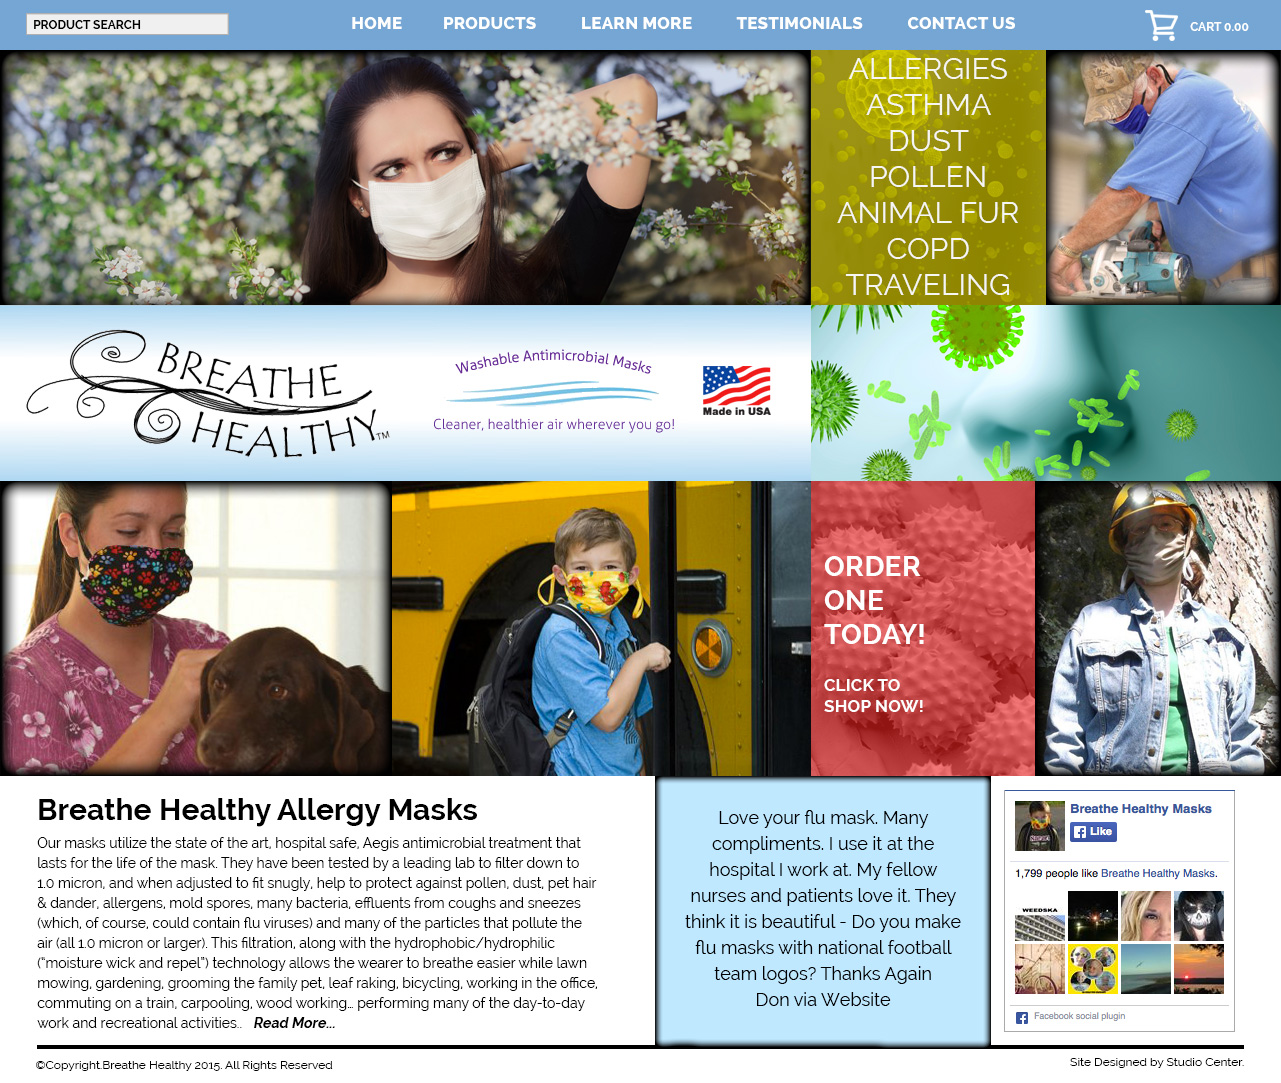 PRODUCT SEARCH
HOME
PRODUCTS
LEARN MORE
TESTIMONIALS
CONTACT US
CART 0.00
ALLERGIES
ASTHMA
DUST
POLLEN
ANIMAL FUR
COPD
TRAVELING
BREATHE
HEALTHY™
Washable Antimicrobial Masks
Cleaner, healthier air wherever you go!
Made in USA
ORDER
ONE
TODAY!
CLICK TO
SHOP NOW!
Breathe Healthy Allergy Masks
Our masks utilize the state of the art, hospital safe, Aegis antimicrobial treatment that
lasts for the life of the mask. They have been tested by a leading lab to filter down to
1.0 micron, and when adjusted to fit snugly, help to protect against pollen, dust, pet hair
& dander, allergens, mold spores, many bacteria, effluents from coughs and sneezes
(which, of course, could contain flu viruses) and many of the particles that pollute the
air (all 1.0 micron or larger). This filtration, along with the hydrophobic/hydrophilic
("moisture wick and repel") technology allows the wearer to breathe easier while lawn
mowing, gardening, grooming the family pet, leaf raking, bicycling, working in the office,
commuting on a train, carpooling, wood working... performing many of the day-to-day
work and recreational activities.. Read More...
Love your flu mask. Many
compliments. I use it at the
hospital I work at. My fellow
nurses and patients love it. They
think it is beautiful - Do you make
flu masks with national football
team logos? Thanks Again
Don via Website
Breathe Healthy Masks
Like
1,799 people like Breathe Healthy Masks.
WEEDSKA
Facebook social plugin
©Copyright.Breathe Healthy 2015. All Rights Reserved
Site Designed by Studio Center.